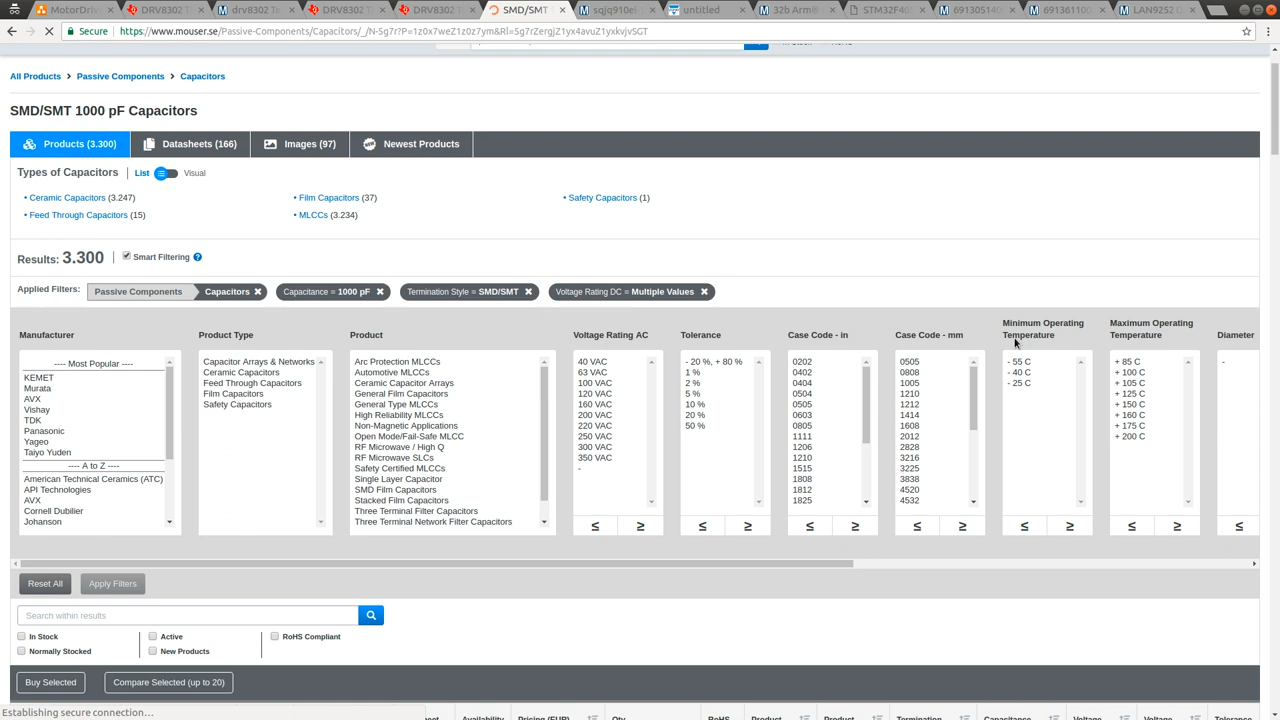 MotorDriv
DRV8302
drv8302 Te
DRV8302 T
DRV8302 T
SMD/SMT
sqjq910el
untitled
32b Arm®
STM32F40
691305140
691361100
LAN9252 D
Secure https://www.mouser.se/Passive-Components/Capacitors/_/N-5g7r?P=1z0x7weZ1z0z7ym&Rl=5g7rZergjZ1yx4avuZ1yxkvjvSGT
All Products > Passive Components > Capacitors
SMD/SMT 1000 pF Capacitors
Products (3.300)
Datasheets (166)
Images (97)
Newest Products
Types of Capacitors
List
Visual
• Ceramic Capacitors (3.247)
• Film Capacitors (37)
• Safety Capacitors (1)
• Feed Through Capacitors (15)
• MLCCs (3.234)
Results: 3.300
Smart Filtering
?
Applied Filters:
Passive Components
Capacitors
Capacitance = 1000 pF
Termination Style = SMD/SMT
Voltage Rating DC = Multiple Values
Manufacturer
---- Most Popular ----
KEMET
Murata
AVX
Vishay
TDK
Panasonic
Yageo
Taiyo Yuden
---- A to Z ----
American Technical Ceramics (ATC)
API Technologies
AVX
Cornell Dubilier
Johanson
Product Type
Capacitor Arrays & Networks
Ceramic Capacitors
Feed Through Capacitors
Film Capacitors
Safety Capacitors
Product
Arc Protection MLCCs
Automotive MLCCs
Ceramic Capacitor Arrays
General Film Capacitors
General Type MLCCs
High Reliability MLCCs
Non-Magnetic Applications
Open Mode/Fail-Safe MLCC
RF Microwave / High Q
RF Microwave SLCs
Safety Certified MLCCs
Single Layer Capacitor
SMD Film Capacitors
Stacked Film Capacitors
Three Terminal Filter Capacitors
Three Terminal Network Filter Capacitors
Voltage Rating AC
40 VAC
63 VAC
100 VAC
120 VAC
160 VAC
200 VAC
220 VAC
250 VAC
300 VAC
350 VAC
-
≤ ≥
Tolerance
- 20 %, + 80 %
1 %
2 %
5 %
10 %
20 %
50 %
≤ ≥
Case Code - in
0202
0402
0404
0504
0505
0603
0805
1111
1206
1210
1515
1808
1812
1825
≤ ≥
Case Code - mm
0505
0808
1005
1210
1212
1414
1608
2012
2828
3216
3225
3838
4520
4532
≤ ≥
Minimum Operating
Temperature
- 55 C
- 40 C
- 25 C
≤ ≥
Maximum Operating
Temperature
+ 85 C
+ 100 C
+ 105 C
+ 125 C
+ 150 C
+ 160 C
+ 175 C
+ 200 C
≤ ≥
Diameter
-
≤
Reset All
Apply Filters
Search within results
In Stock
Active
RoHS Compliant
Normally Stocked
New Products
Buy Selected
Compare Selected (up to 20)
Establishing secure connection…
Availability
Pricing (EUR)
Qty.
RoHS
Product
Product
Termination
Capacitance
Voltage
Voltage
Tolerance